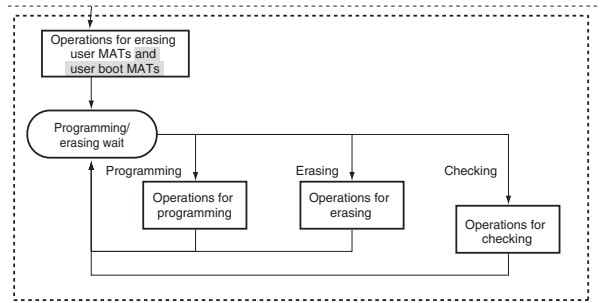 Operations for erasing
user MATs and
user boot MATs
Programming/
erasing wait
Programming
Erasing
Checking
Operations for
programming
Operations for
erasing
Operations for
checking